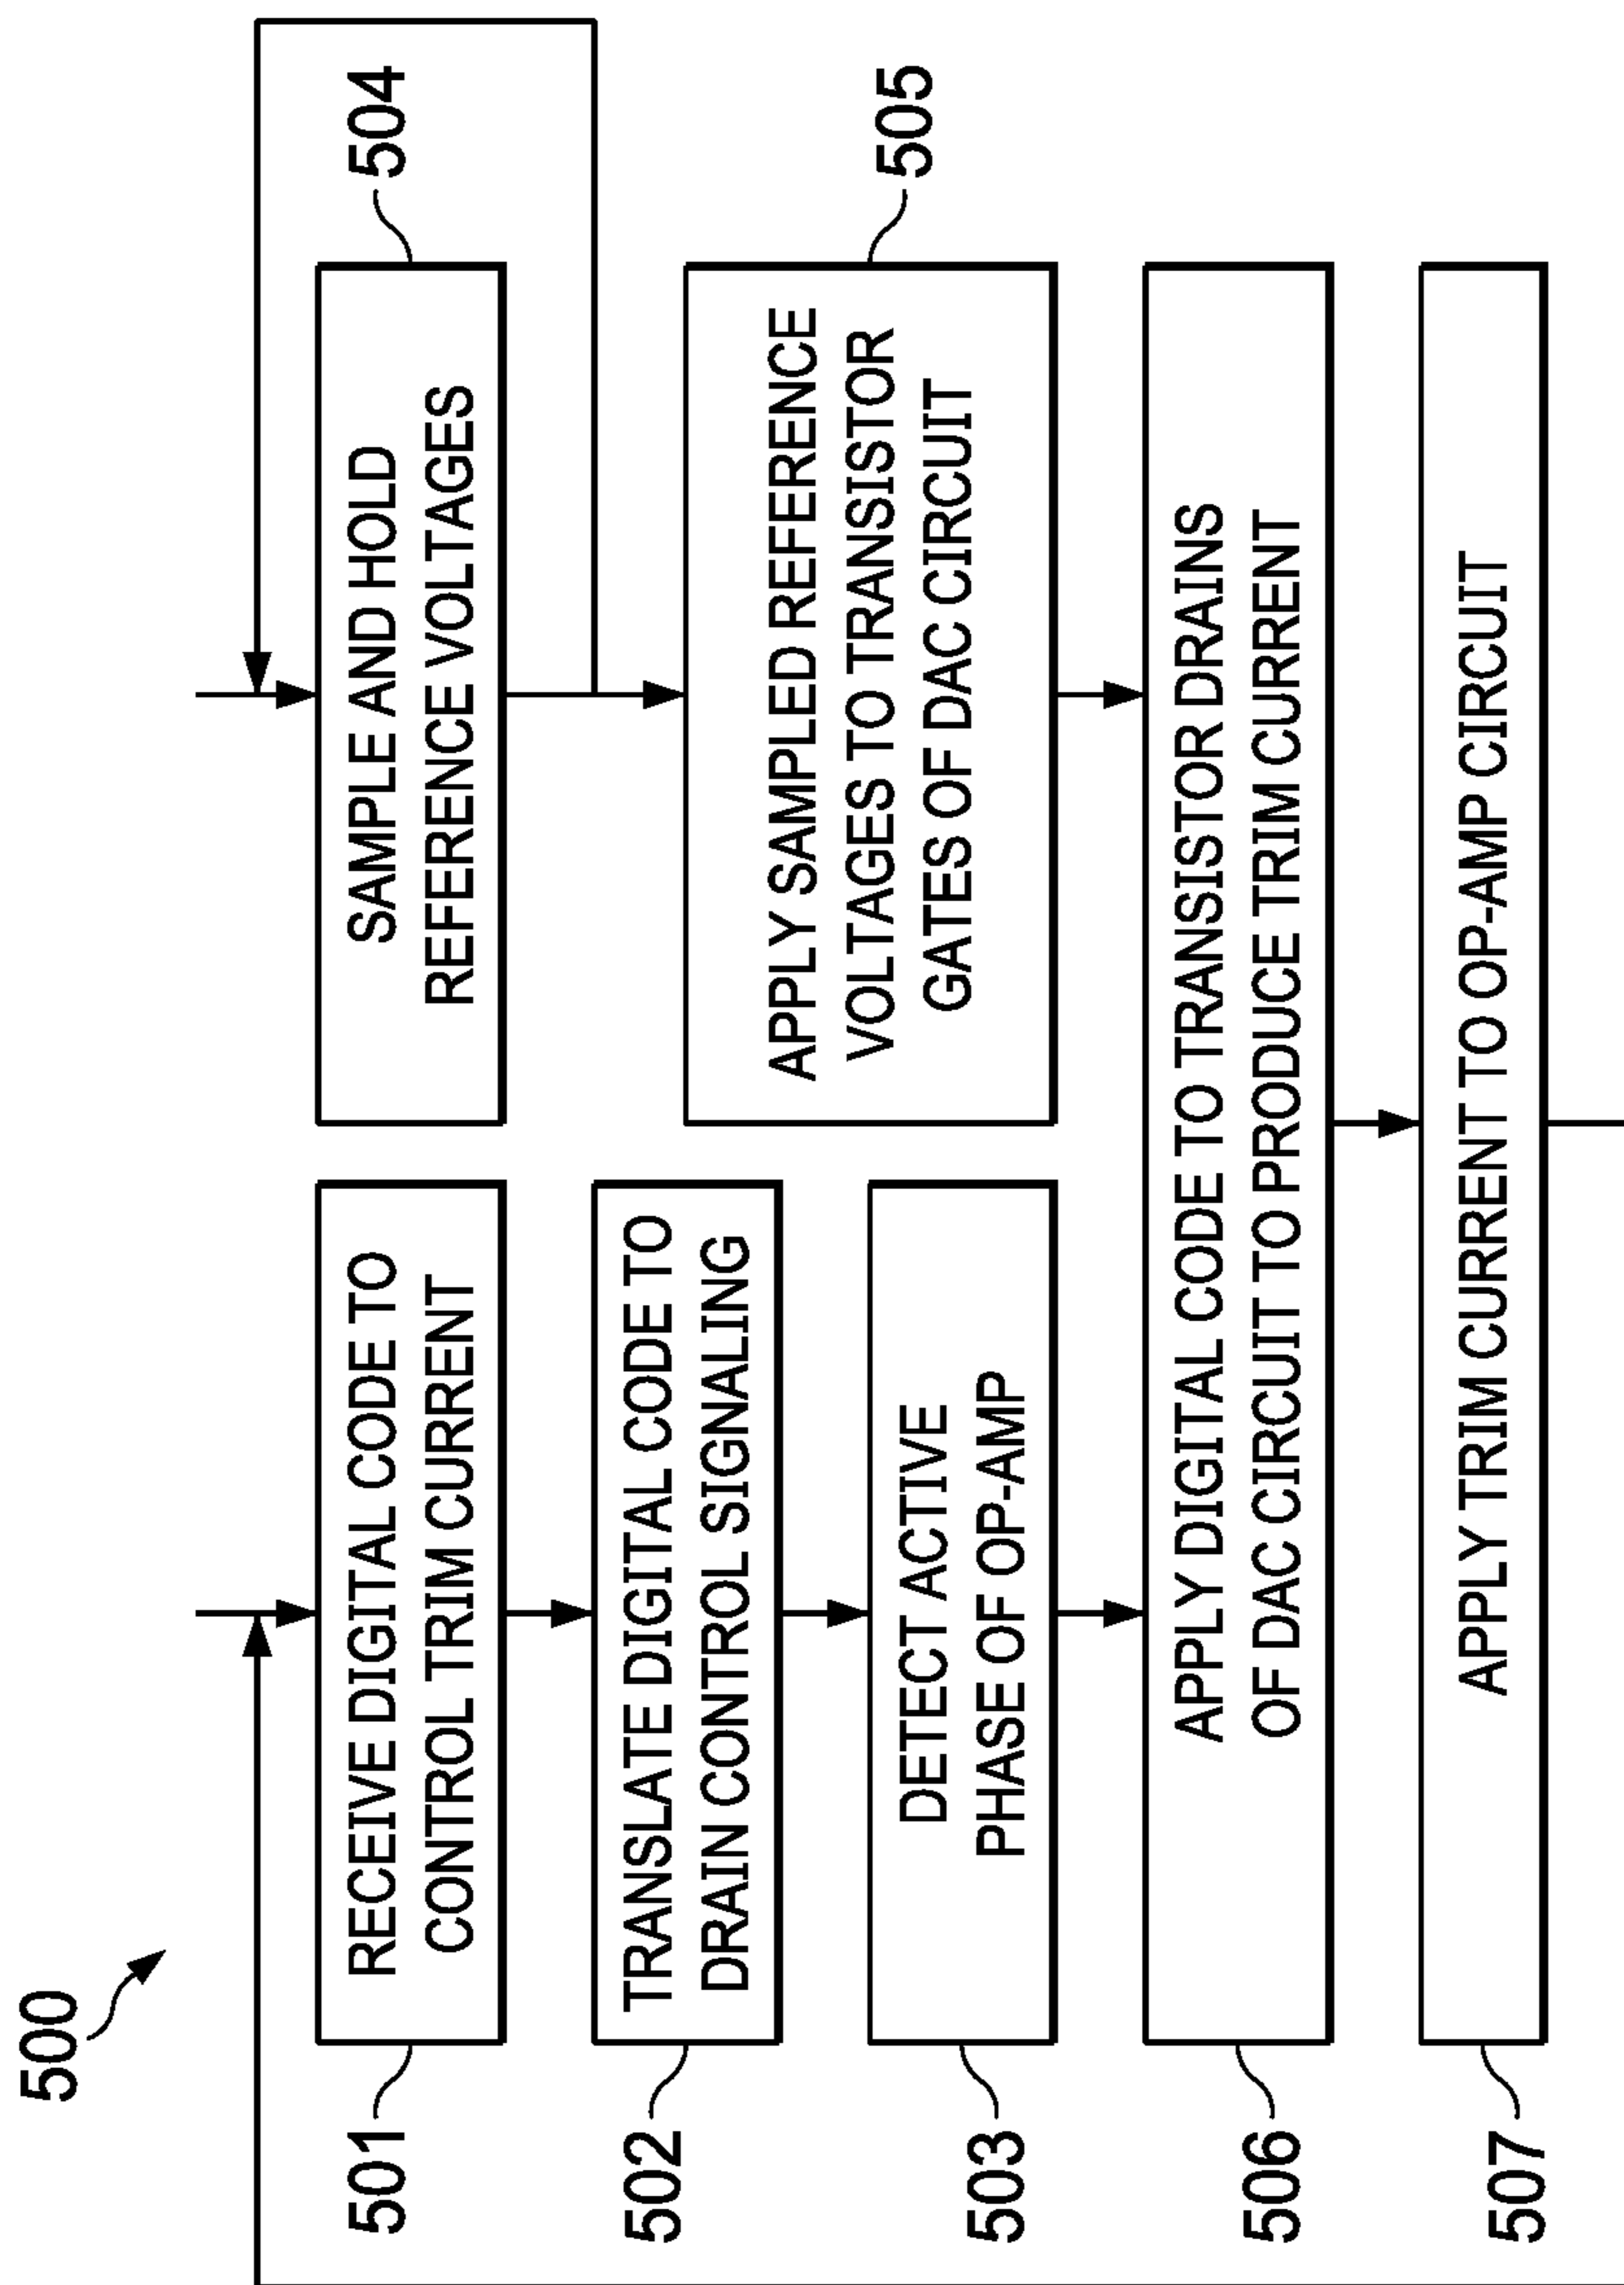 500
501
RECEIVE DIGITAL CODE TO
CONTROL TRIM CURRENT
502
TRANSLATE DIGITAL CODE TO
DRAIN CONTROL SIGNALING
503
DETECT ACTIVE
PHASE OF OP-AMP
504
SAMPLE AND HOLD
REFERENCE VOLTAGES
505
APPLY SAMPLED REFERENCE
VOLTAGES TO TRANSISTOR
GATES OF DAC CIRCUIT
506
APPLY DIGITAL CODE TO TRANSISTOR DRAINS
OF DAC CIRCUIT TO PRODUCE TRIM CURRENT
507
APPLY TRIM CURRENT TO OP-AMP CIRCUIT